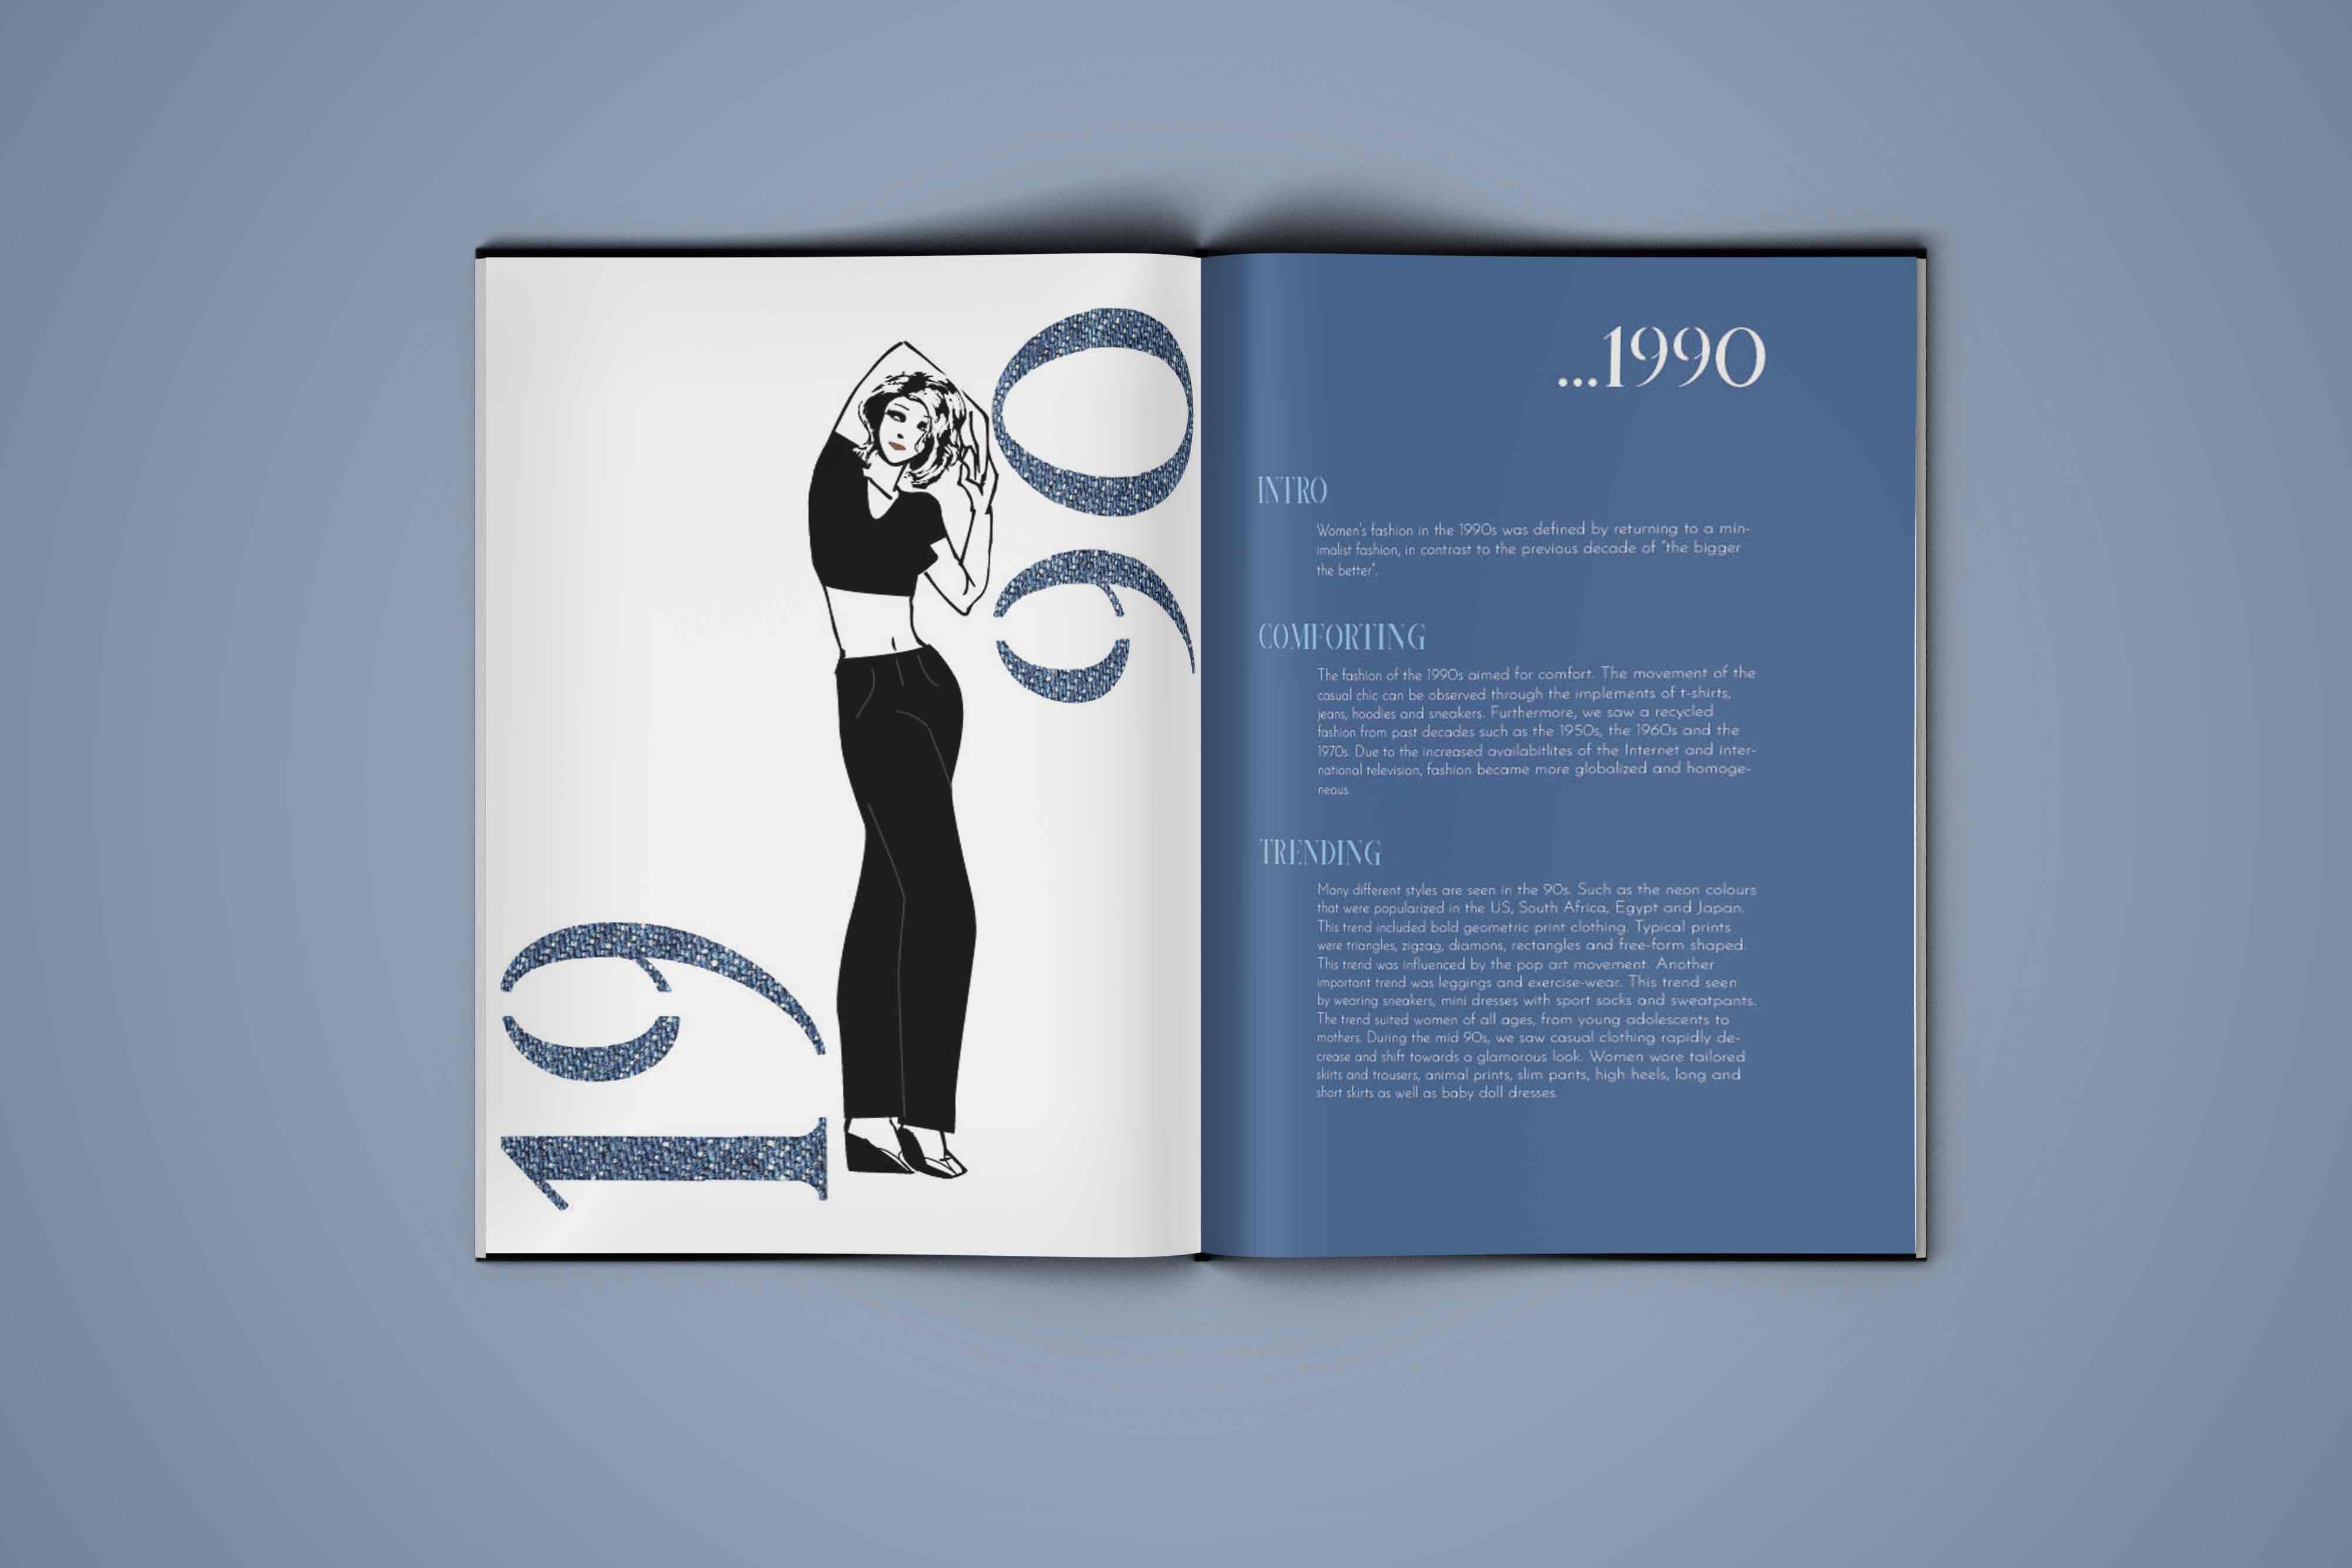 19
90
...1990
INTRO
Women's fashion in the 1990s was defined by returning to a min-
imalist fashion, in contrast to the previous decade of "the bigger
the better".
COMFORTING
The fashion of the 1990s aimed for comfort. The movement of the
casual chic can be observed through the implements of t-shirts,
jeans, hoodies and sneakers. Furthermore, we saw a recycled
fashion from past decades such as the 1950s, the 1960s and the
1970s. Due to the increased availabitlites of the Internet and inter-
national television, fashion became more globalized and homoge-
neous.
TRENDING
Many different styles are seen in the 90s. Such as the neon colours
that were popularized in the US, South Africa, Egypt and Japan.
This trend included bold geometric print clothing. Typical prints
were triangles, zigzag, diamons, rectangles and free-form shaped.
This trend was influenced by the pop art movement. Another
important trend was leggings and exercise-wear. This trend seen
by wearing sneakers, mini dresses with sport socks and sweatpants.
The trend suited women of all ages, from young adolescents to
mothers. During the mid 90s, we saw casual clothing rapidly de-
crease and shift towards a glamorous look. Women wore tailored
skirts and trousers, animal prints, slim pants, high heels, long and
short skirts as well as baby doll dresses.